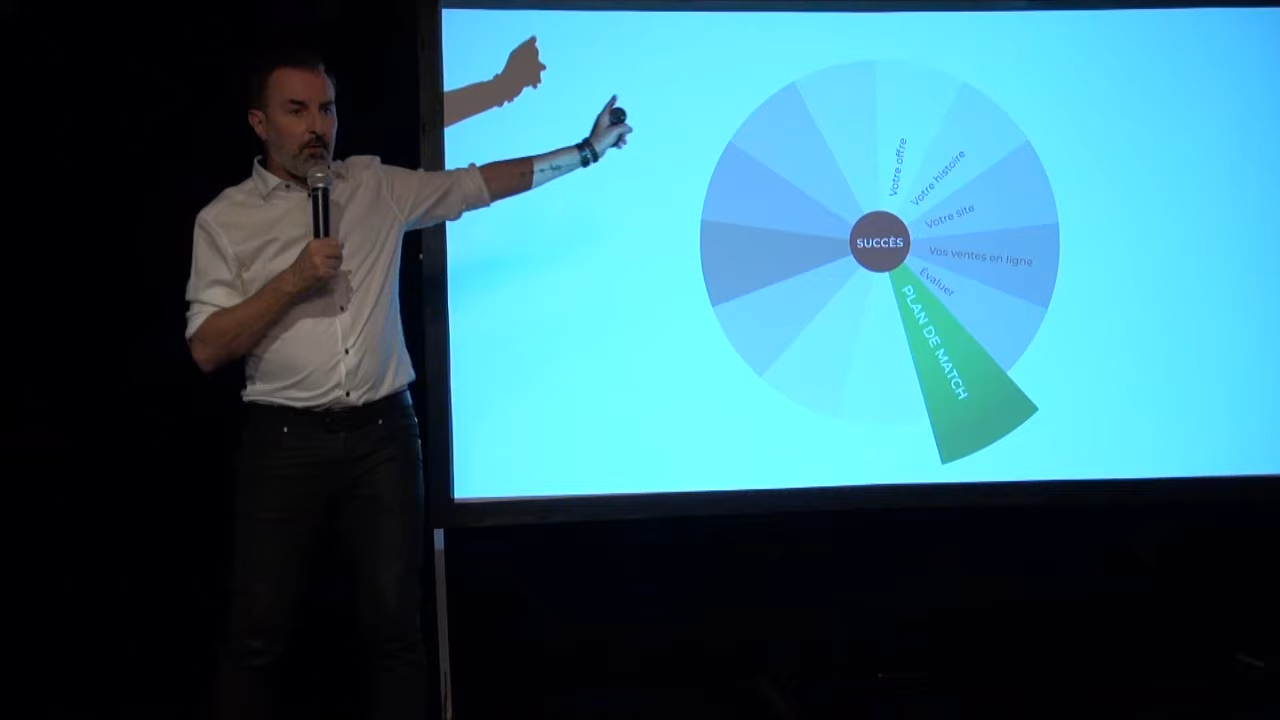 Votre offre
Votre histoire
Votre site
SUCCÈS
Vos ventes en ligne
Évaluer
PLAN DE MATCH